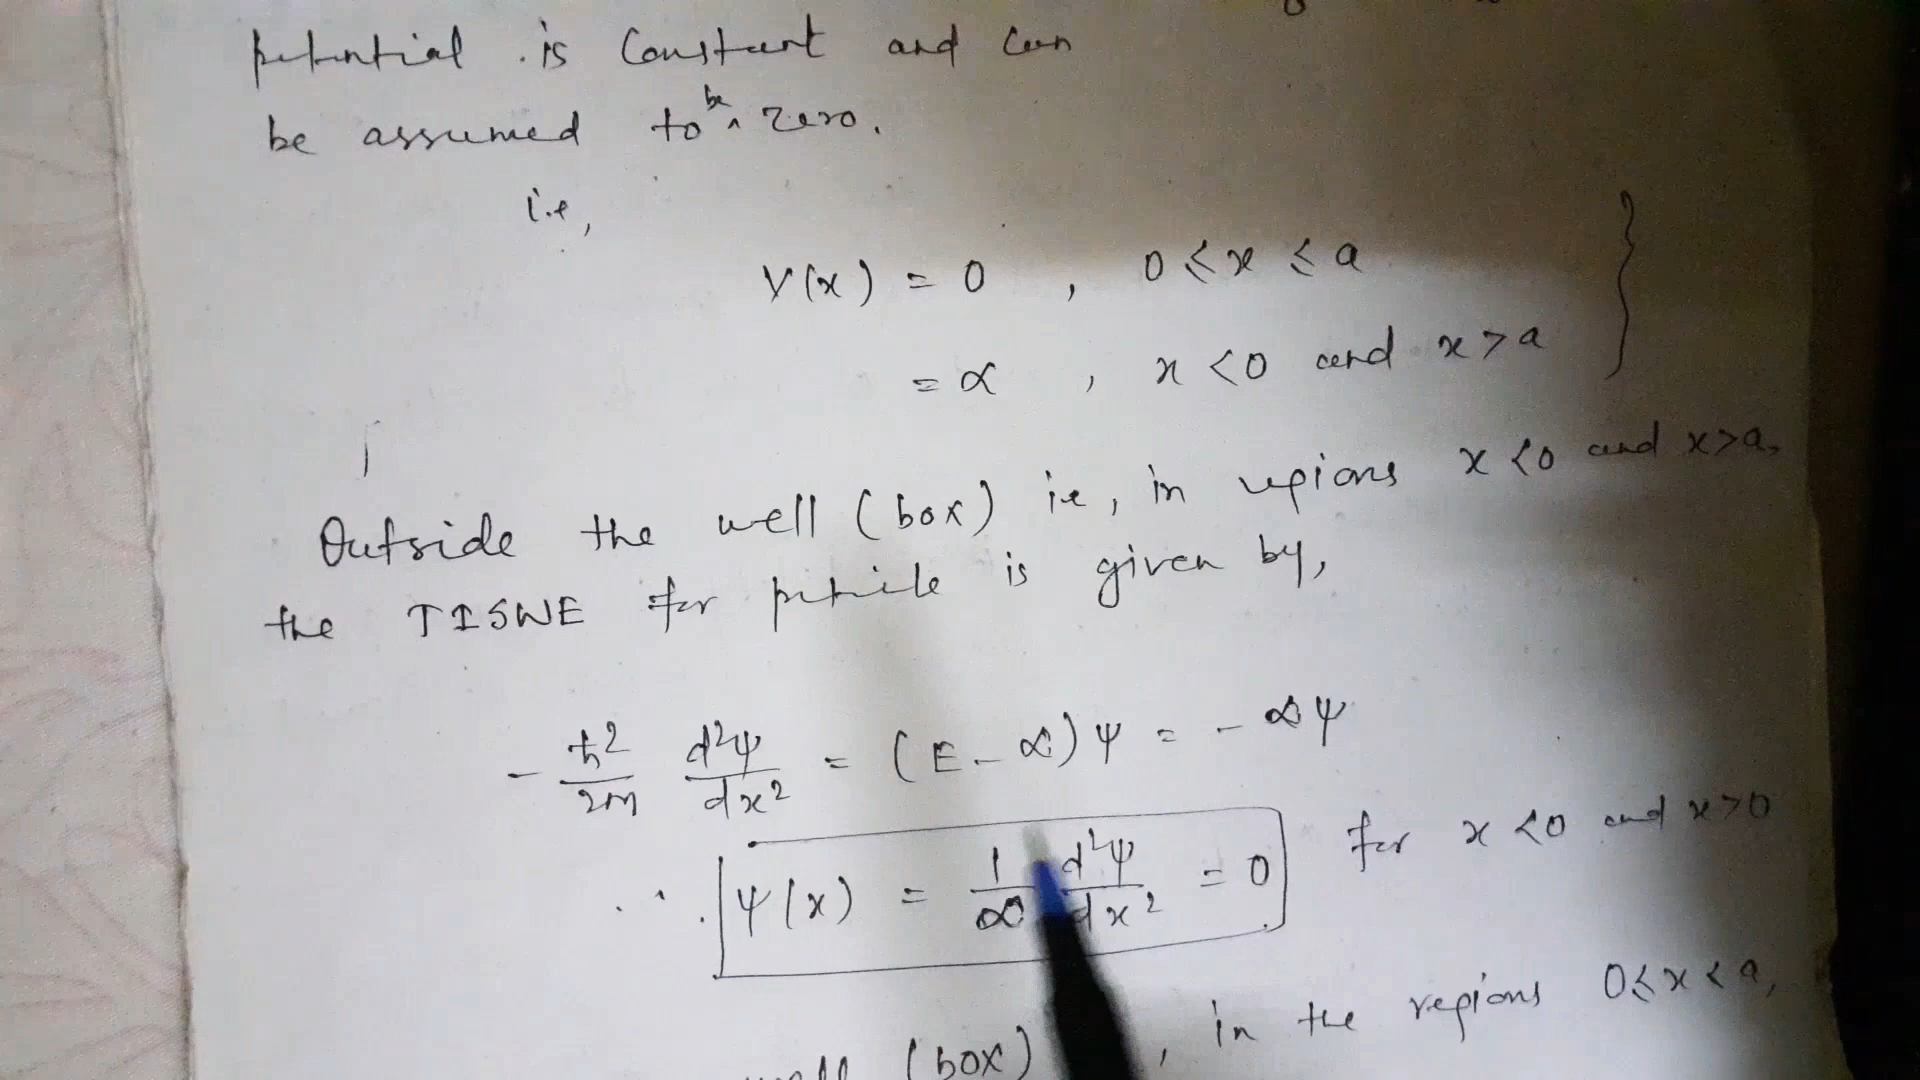 potential is constant and can
be assumed to be zero.
i.e,
V(x) = 0 , 0 ≤ x ≤ a
= ∝ , x < 0 and x > a
Outside the well (box) ie, in regions x < 0 and x > a,
the TISWE for particle is given by,
- ħ²/2m d²ψ/dx² = (E - ∞)ψ = - ∞ψ
∴ ψ(x) = 1/∞ d²ψ/dx² = 0 for x < 0 and x > 0
well (box) , in the regions 0 ≤ x < a,